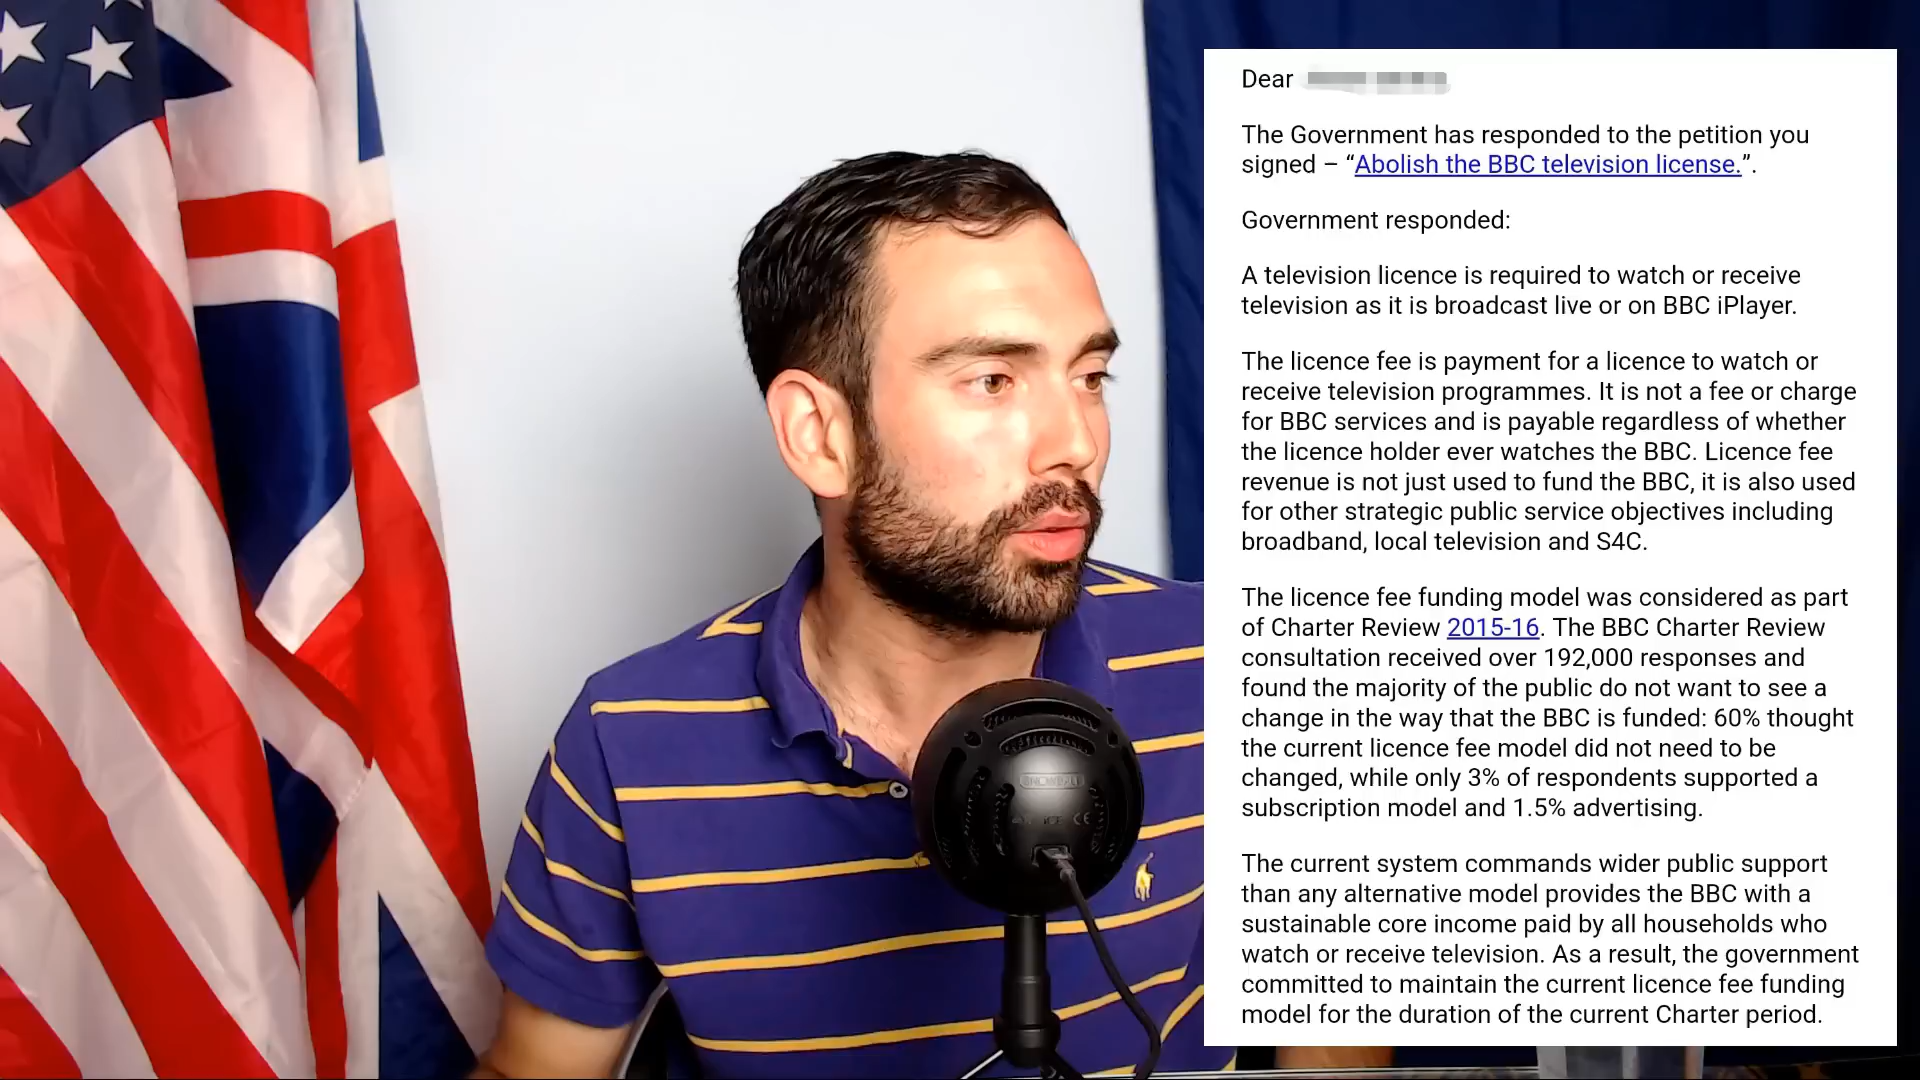 Dear
The Government has responded to the petition you
signed – “Abolish the BBC television license.”.
Government responded:
A television licence is required to watch or receive
television as it is broadcast live or on BBC iPlayer.
The licence fee is payment for a licence to watch or
receive television programmes. It is not a fee or charge
for BBC services and is payable regardless of whether
the licence holder ever watches the BBC. Licence fee
revenue is not just used to fund the BBC, it is also used
for other strategic public service objectives including
broadband, local television and S4C.
The licence fee funding model was considered as part
of Charter Review 2015-16. The BBC Charter Review
consultation received over 192,000 responses and
found the majority of the public do not want to see a
change in the way that the BBC is funded: 60% thought
the current licence fee model did not need to be
changed, while only 3% of respondents supported a
subscription model and 1.5% advertising.
The current system commands wider public support
than any alternative model provides the BBC with a
sustainable core income paid by all households who
watch or receive television. As a result, the government
committed to maintain the current licence fee funding
model for the duration of the current Charter period.